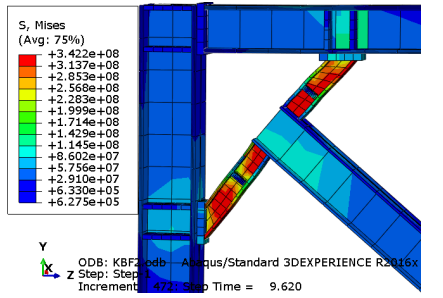 S, Mises
(Avg: 75%)
3.422e+08
3.137e+08
2.853e+08
2.568e+08
2.283e+08
1.999e+08
1.714e+08
1.429e+08
1.145e+08
8.602e+07
5.756e+07
2.910e+07
6.330e+05
6.275e+05
Y
Z
ODB: KBF2.odb Abaqus/Standard 3DEXPERIENCE R2016x
Step: Step
Increment 472: Step Time = 9.620